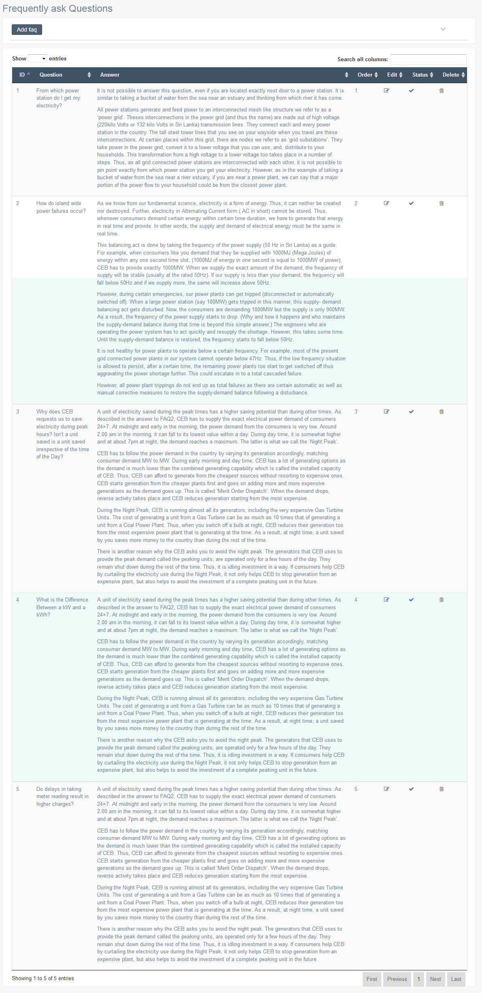 Frequently ask Questions
Add faq
Show entries
Search all columns:
ID Question Answer Order Edit Status Delete
1 From which power It is not possible to answer this question, even if you are located exactly next door to a power station. It is 1
station do I get my similar to taking a bucket of water from the sea near an estuary and thinking from which river it has come.
electricity?
All power stations generate and feed power to an interconnected mesh like structure we refer to as a
‘power grid’. Theses interconnections in the power grid (and thus the name) are made out of high voltage
(220kilo Volts or 132 kilo Volts in Sri Lanka) transmission lines. They connect each and every power
station in the country. The tall steel tower lines that you see on your wayside when you travel are these
interconnections. At certain places within this grid, there are nodes we refer to as ‘grid substations’. They
take power in the power grid, convert it to a lower voltage that you can use, and, distribute to your
households. This transformation from a high voltage to a lower voltage too takes place in a number of
steps. Thus, as all grid connected power stations are interconnected with each other, it is not possible to
pin point exactly from which power station you get your electricity. However, as in the example of taking a
bucket of water from the sea near a river estuary, if you are near a power plant, we can say that a major
portion of the power flow to your household could be from the closest power plant.
2 How do island wide As we know from our fundamental science, electricity is a form of energy. Thus, it can neither be created 2
power failures occur? nor destroyed. Further, electricity in Alternating Current form ( AC in short) cannot be stored. Thus,
whenever consumers demand certain energy within certain time duration, we have to generate that energy
in real time and provide. In other words, the supply and demand of electrical energy must be the same in
real time.
This balancing act is done by taking the frequency of the power supply (50 Hz in Sri Lanka) as a guide.
For example, when consumers like you demand that they be supplied with 1000MJ (Mega Joules) of
energy within any one second time slot, (1000MJ of energy in one second is equal to 1000MW of power),
CEB has to provide exactly 1000MW. When we supply the exact amount of the demand, the frequency of
supply will be stable (usually at the rated 50Hz). If our supply is less than your demand, the frequency will
fall below 50Hz and if we supply more, the same will increase above 50Hz.
However, during certain emergencies, our power plants can get tripped (disconnected or automatically
switched off). When a large power station (say 100MW) gets tripped in this manner, this supply- demand
balancing act gets disturbed. Now, the consumers are demanding 1000MW but the supply is only 900MW.
As a result, the frequency of the power supply starts to drop. (Why and how it happens and who maintains
the supply-demand balance during that time is beyond this simple answer.) The engineers who are
operating the power system has to act quickly and resupply the shortage. However, this takes some time.
Until the supply-demand balance is restored, the frequency starts to fall below 50Hz.
It is not healthy for power plants to operate below a certain frequency. For example, most of the present
grid connected power plants in our system cannot operate below 47Hz. Thus, if the low frequency situation
is allowed to persist, after a certain time, the remaining power plants too start to get switched off thus
aggravating the power shortage further. This could escalate in to a total cascaded failure.
However, all power plant trippings do not end up as total failures as there are certain automatic as well as
manual corrective measures to restore the supply-demand balance following a disturbance.
3 Why does CEB A unit of electricity saved during the peak times has a higher saving potential than during other times. As 3
requests us to save described in the answer to FAQ2, CEB has to supply the exact electrical power demand of consumers
electricity during peak 24×7. At midnight and early in the morning, the power demand from the consumers is very low. Around
hours? Isn’t a unit 2.00 am in the morning, it can fall to its lowest value within a day. During day time, it is somewhat higher
saved is a unit saved and at about 7pm at night, the demand reaches a maximum. The latter is what we call the ‘Night Peak’.
irrespective of the time
of the Day?
CEB has to follow the power demand in the country by varying its generation accordingly, matching
consumer demand MW to MW. During early morning and day time, CEB has a lot of generating options as
the demand is much lower than the combined generating capability which is called the installed capacity
of CEB. Thus, CEB can afford to generate from the cheapest sources without resorting to expensive ones.
CEB starts generation from the cheaper plants first and goes on adding more and more expensive
generations as the demand goes up. This is called ‘Merit Order Dispatch’. When the demand drops,
reverse activity takes place and CEB reduces generation starting from the most expensive.
During the Night Peak, CEB is running almost all its generators, including the very expensive Gas Turbine
Units. The cost of generating a unit from a Gas Turbine can be as much as 10 times that of generating a
unit from a Coal Power Plant. Thus, when you switch off a bulb at night, CEB reduces their generation too
from the most expensive power plant that is generating at the time. As a result, at night time, a unit saved
by you saves more money to the country than during the rest of the time.
There is another reason why the CEB asks you to avoid the night peak. The generators that CEB uses to
provide the peak demand called the peaking units, are operated only for a few hours of the day. They
remain shut down during the rest of the time. Thus, it is idling investment in a way. If consumers help CEB
by curtailing the electricity use during the Night Peak, it not only helps CEB to stop generation from an
expensive plant, but also helps to avoid the investment of a complete peaking unit in the future.
4 What is the Difference A unit of electricity saved during the peak times has a higher saving potential than during other times. As 4
Between a kW and a described in the answer to FAQ2, CEB has to supply the exact electrical power demand of consumers
kWh? 24×7. At midnight and early in the morning, the power demand from the consumers is very low. Around
2.00 am in the morning, it can fall to its lowest value within a day. During day time, it is somewhat higher
and at about 7pm at night, the demand reaches a maximum. The latter is what we call the ‘Night Peak’.
CEB has to follow the power demand in the country by varying its generation accordingly, matching
consumer demand MW to MW. During early morning and day time, CEB has a lot of generating options as
the demand is much lower than the combined generating capability which is called the installed capacity
of CEB. Thus, CEB can afford to generate from the cheapest sources without resorting to expensive ones.
CEB starts generation from the cheaper plants first and goes on adding more and more expensive
generations as the demand goes up. This is called ‘Merit Order Dispatch’. When the demand drops,
reverse activity takes place and CEB reduces generation starting from the most expensive.
During the Night Peak, CEB is running almost all its generators, including the very expensive Gas Turbine
Units. The cost of generating a unit from a Gas Turbine can be as much as 10 times that of generating a
unit from a Coal Power Plant. Thus, when you switch off a bulb at night, CEB reduces their generation too
from the most expensive power plant that is generating at the time. As a result, at night time, a unit saved
by you saves more money to the country than during the rest of the time.
There is another reason why the CEB asks you to avoid the night peak. The generators that CEB uses to
provide the peak demand called the peaking units, are operated only for a few hours of the day. They
remain shut down during the rest of the time. Thus, it is idling investment in a way. If consumers help CEB
by curtailing the electricity use during the Night Peak, it not only helps CEB to stop generation from an
expensive plant, but also helps to avoid the investment of a complete peaking unit in the future.
5 Do delays in taking A unit of electricity saved during the peak times has a higher saving potential than during other times. As 5
meter reading result in described in the answer to FAQ2, CEB has to supply the exact electrical power demand of consumers
higher charges? 24×7. At midnight and early in the morning, the power demand from the consumers is very low. Around
2.00 am in the morning, it can fall to its lowest value within a day. During day time, it is somewhat higher
and at about 7pm at night, the demand reaches a maximum. The latter is what we call the ‘Night Peak’.
CEB has to follow the power demand in the country by varying its generation accordingly, matching
consumer demand MW to MW. During early morning and day time, CEB has a lot of generating options as
the demand is much lower than the combined generating capability which is called the installed capacity
of CEB. Thus, CEB can afford to generate from the cheapest sources without resorting to expensive ones.
CEB starts generation from the cheaper plants first and goes on adding more and more expensive
generations as the demand goes up. This is called ‘Merit Order Dispatch’. When the demand drops,
reverse activity takes place and CEB reduces generation starting from the most expensive.
During the Night Peak, CEB is running almost all its generators, including the very expensive Gas Turbine
Units. The cost of generating a unit from a Gas Turbine can be as much as 10 times that of generating a
unit from a Coal Power Plant. Thus, when you switch off a bulb at night, CEB reduces their generation too
from the most expensive power plant that is generating at the time. As a result, at night time, a unit saved
by you saves more money to the country than during the rest of the time.
There is another reason why the CEB asks you to avoid the night peak. The generators that CEB uses to
provide the peak demand called the peaking units, are operated only for a few hours of the day. They
remain shut down during the rest of the time. Thus, it is idling investment in a way. If consumers help CEB
by curtailing the electricity use during the Night Peak, it not only helps CEB to stop generation from an
expensive plant, but also helps to avoid the investment of a complete peaking unit in the future.
Showing 1 to 5 of 5 entries
First Previous 1 Next Last